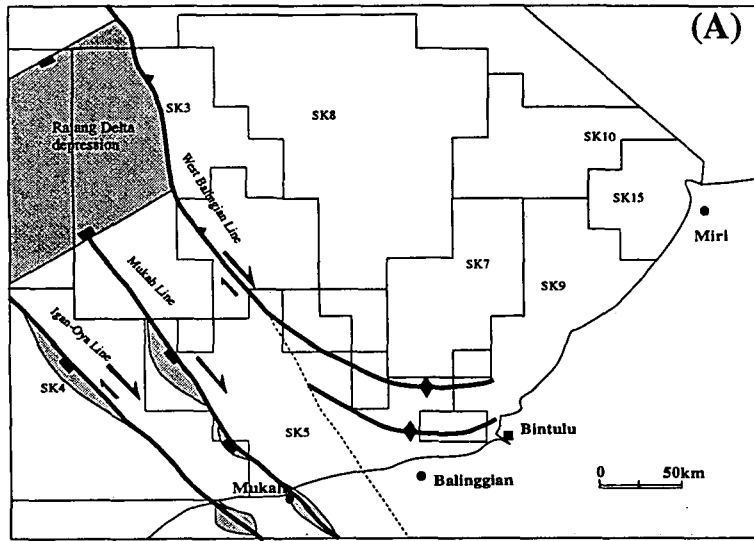 (A)
SK3
SK8
SK10
Rajang Delta
depression
SK15
West Balingian Line
Miri
SK7
SK9
Mukah Line
Igan-Oya Line
SK4
SK5
Bintulu
0 50km
Balinggian
Mukah